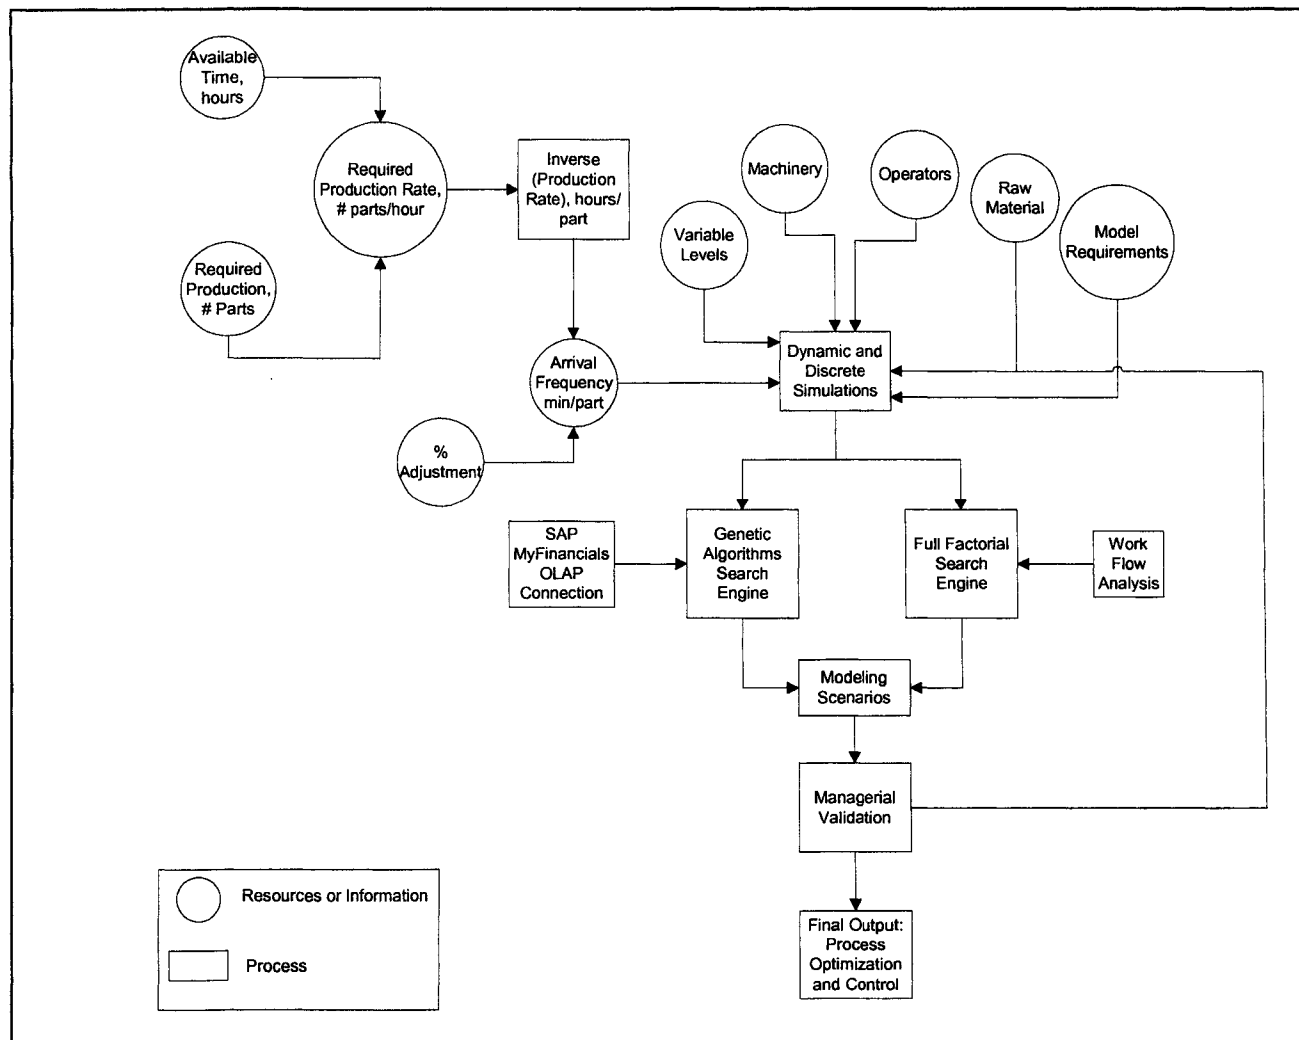 Available
Time,
hours
Required
Production Rate,
# parts/hour
Inverse
(Production
Rate), hours/
part
Machinery
Operators
Raw
Material
Model
Requirements
Variable
Levels
Required
Production,
# Parts
Arrival
Frequency
min/part
Dynamic and
Discrete
Simulations
%
Adjustment
SAP
MyFinancials
OLAP
Connection
Genetic
Algorithms
Search
Engine
Full Factorial
Search
Engine
Work
Flow
Analysis
Modeling
Scenarios
Managerial
Validation
Resources or Information
Process
Final Output:
Process
Optimization
and Control